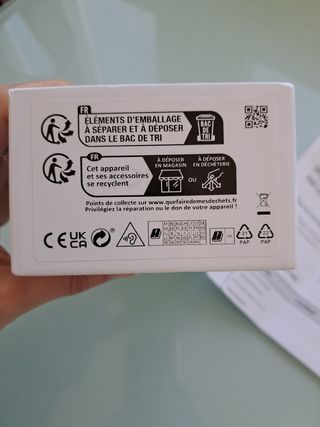 FR
ÉLÉMENTS D'EMBALLAGE
À SÉPARER ET À DÉPOSER
DANS LE BAC DE TRI
BAC
DE
TRI
FR
Cet appareil
et ses accessoires
se recyclent
À DÉPOSER
EN MAGASIN
OU
À DÉPOSER
EN DÉCHÈTERIE
Points de collecte sur www.quefairedemesdechets.fr
Privilégiez la réparation ou le don de votre appareil !
CE UK
CA
21
PAP
PAP